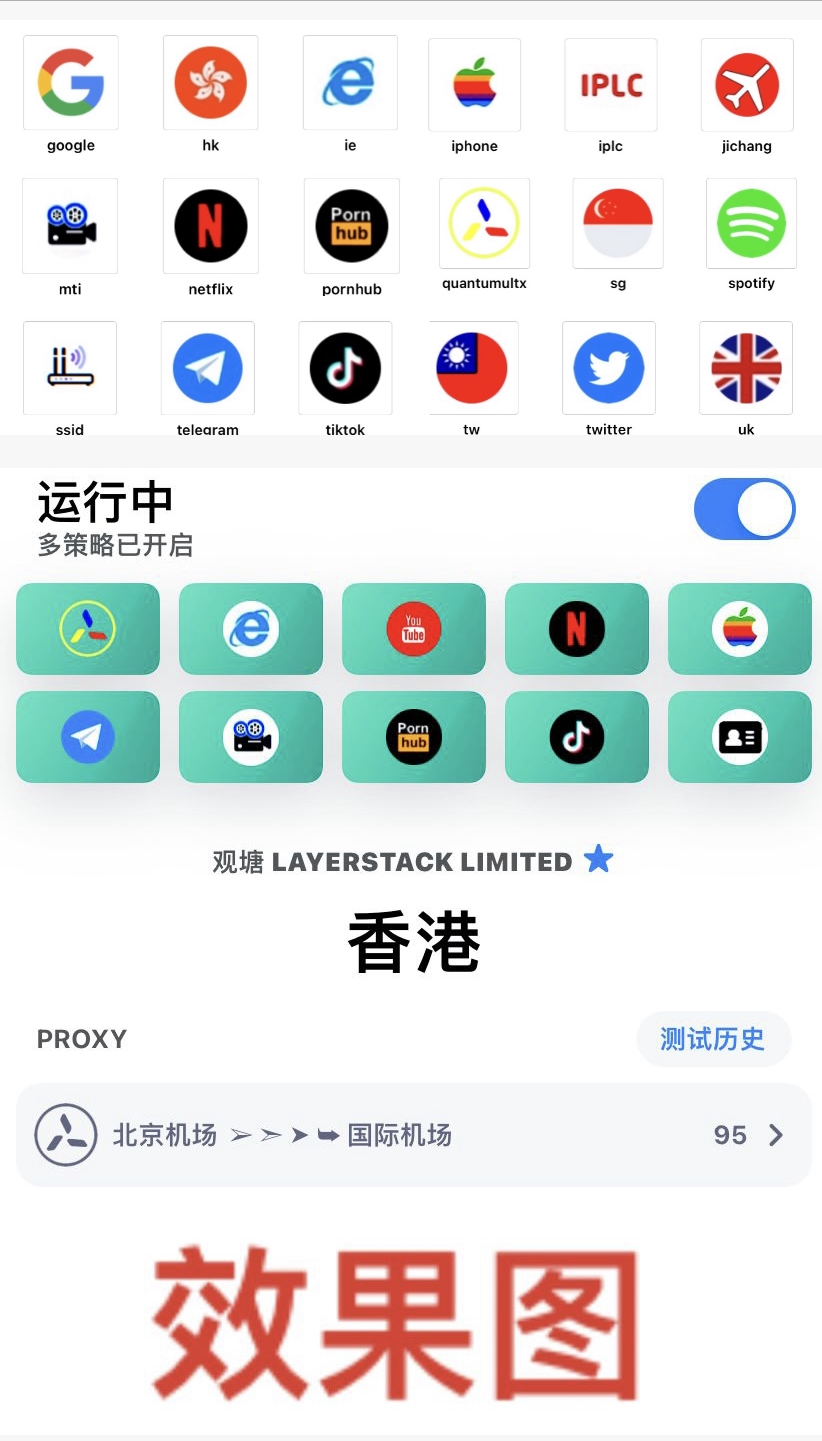 google hk ie iphone iplc jichang
IPLC
mti netflix pornhub quantumultx sg spotify
Porn
hub
ssid telegram tiktok tw twitter uk
运行中
多策略已开启
You
Tube
Porn
hub
观塘 LAYERSTACK LIMITED
香港
PROXY
测试历史
北京机场 ➢ ➣ ➤ ➥ 国际机场 95
效果图